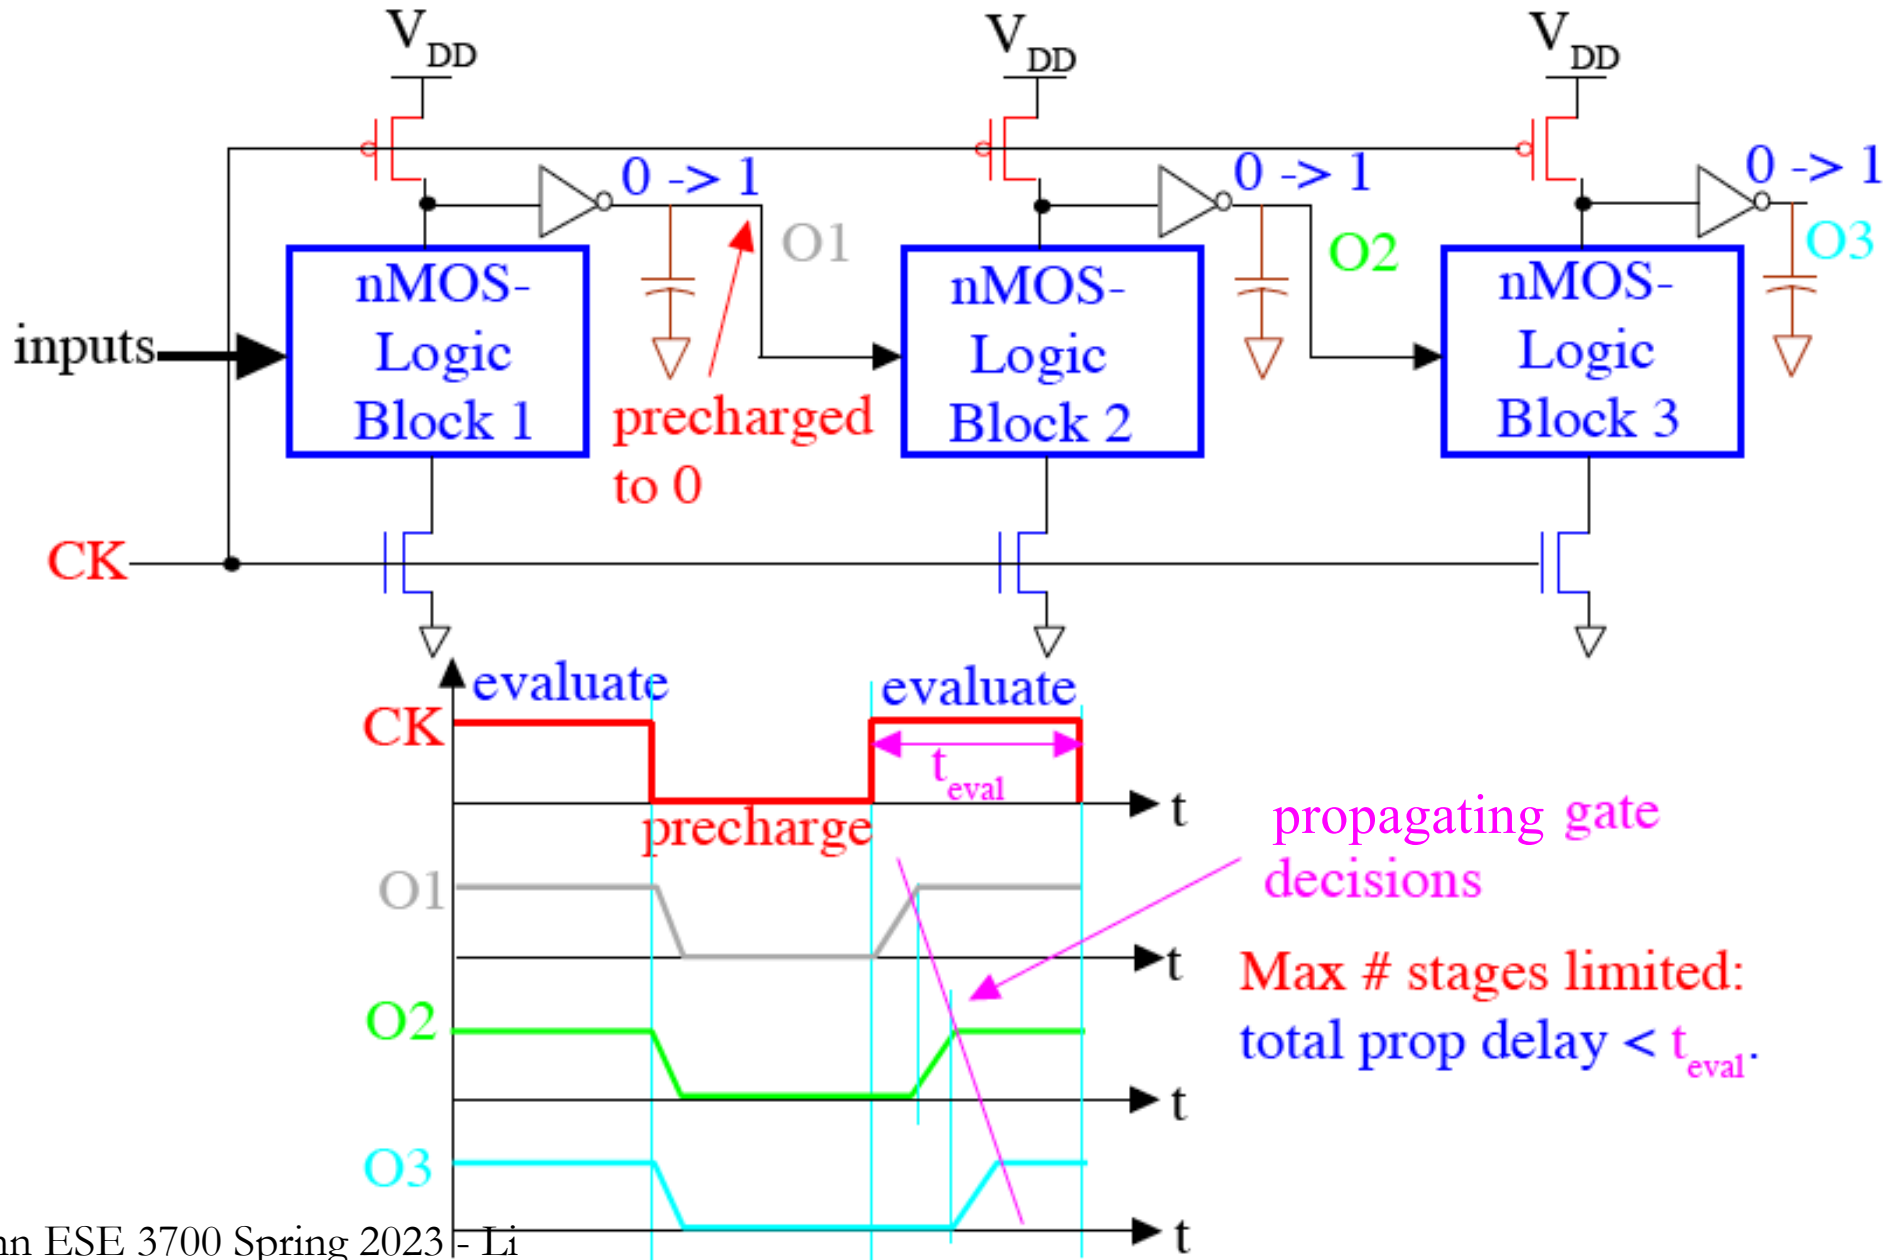 VDD
VDD
VDD
0 -> 1
0 -> 1
0 -> 1
O1
O2
O3
nMOS-
Logic
Block 1
nMOS-
Logic
Block 2
nMOS-
Logic
Block 3
inputs
precharged
to 0
CK
evaluate
evaluate
CK
teval
t
precharge
propagating gate
decisions
O1
t
Max # stages limited:
total prop delay < teval.
O2
t
O3
t
ESE 3700 Spring 2023 - Li